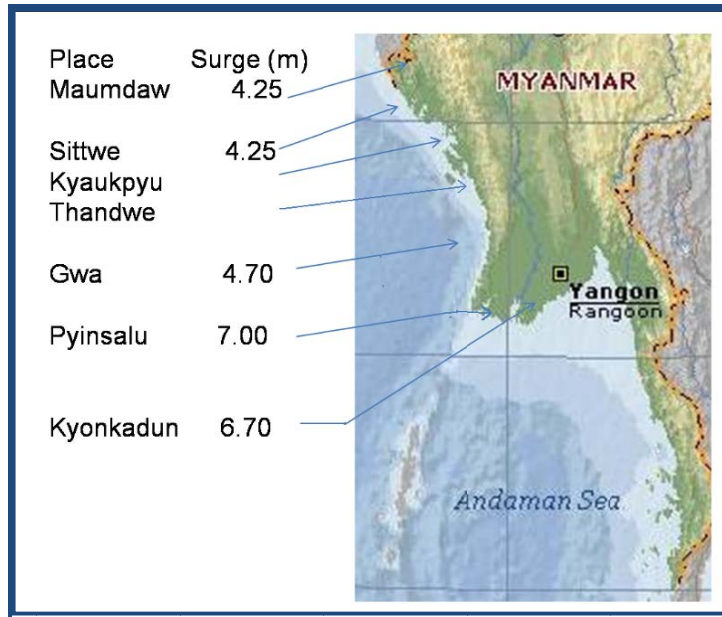 Place Surge (m)
Maumdaw 4.25
Sittwe 4.25
Kyaukpyu
Thandwe
Gwa 4.70
Pyinsalu 7.00
Kyonkadun 6.70
MYANMAR
Yangon
Rangoon
Andaman Sea